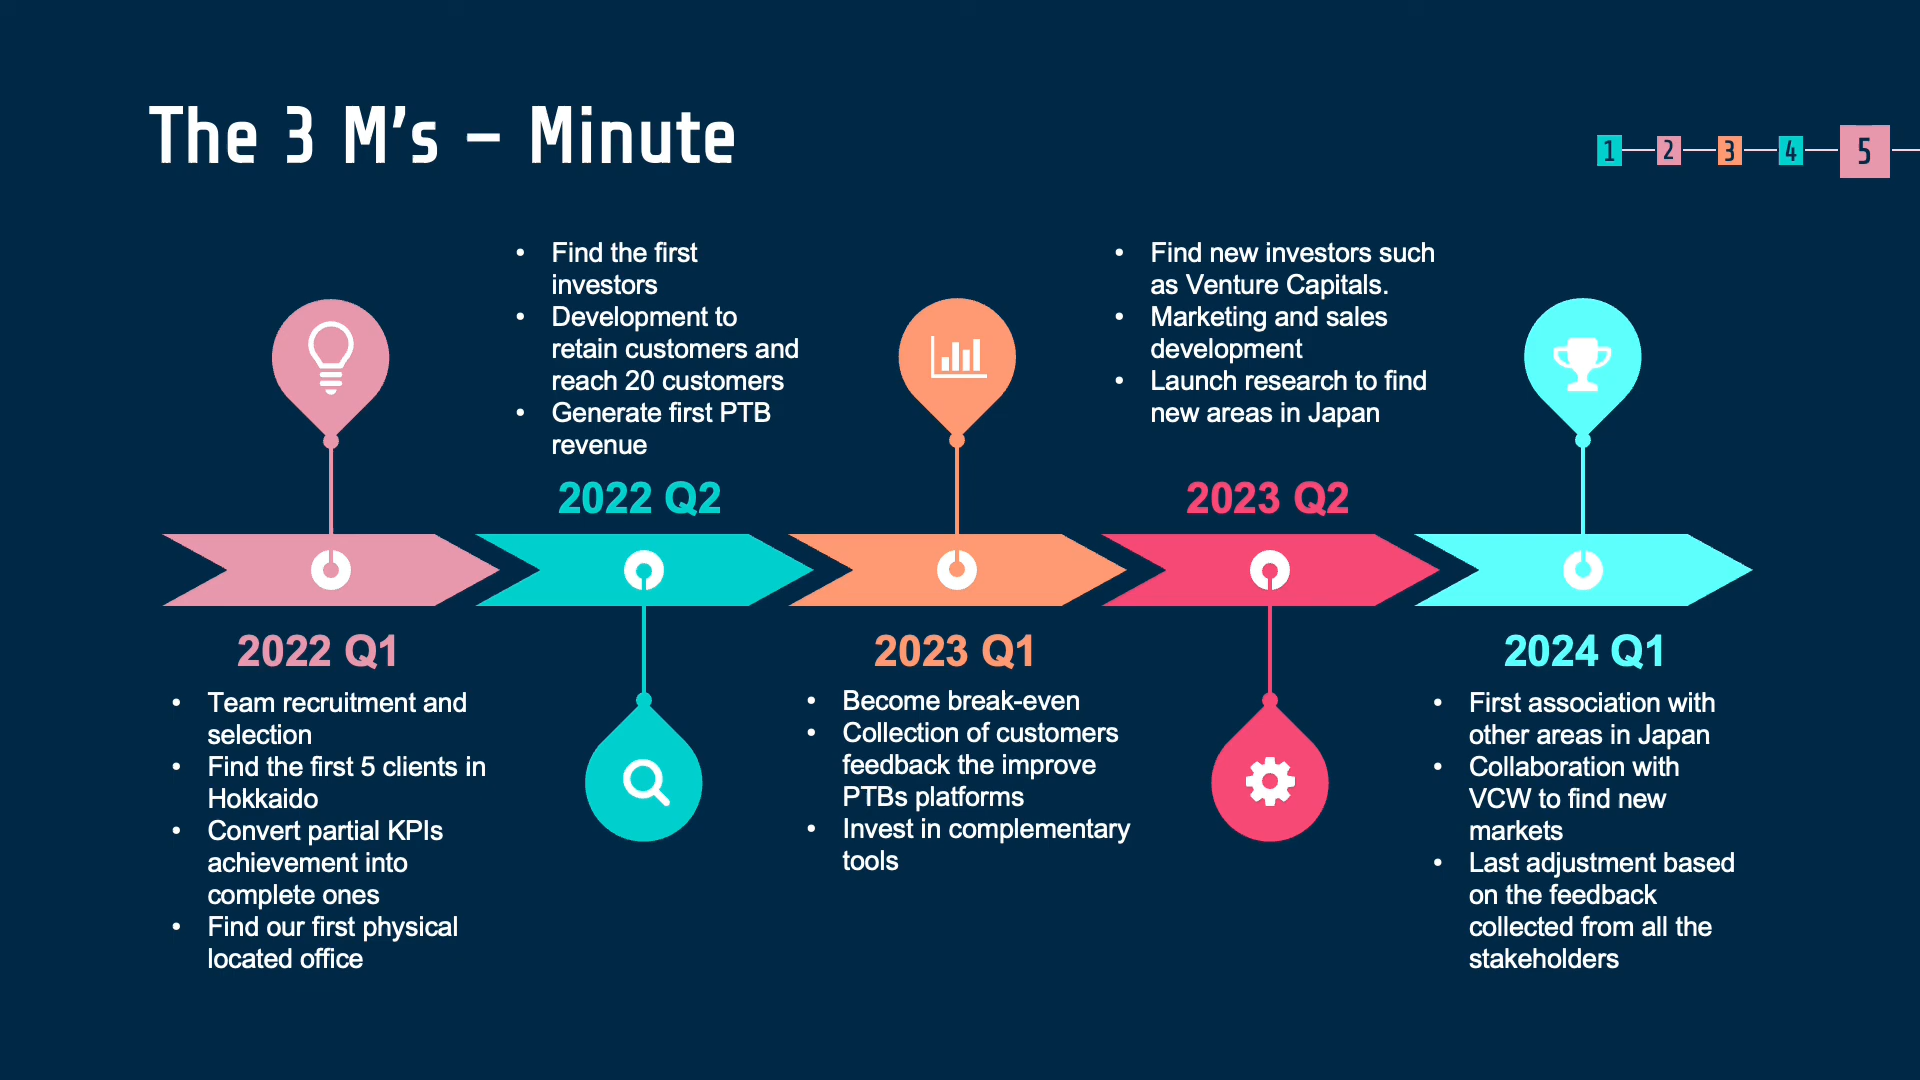 The 3 M's – Minute
1 2 3 4 5
• Find the first
investors
• Development to
retain customers and
reach 20 customers
• Generate first PTB
revenue
2022 Q2
• Find new investors such
as Venture Capitals.
• Marketing and sales
development
• Launch research to find
new areas in Japan
2023 Q2
2022 Q1
• Team recruitment and
selection
• Find the first 5 clients in
Hokkaido
• Convert partial KPIs
achievement into
complete ones
• Find our first physical
located office
2023 Q1
• Become break-even
• Collection of customers
feedback the improve
PTBs platforms
• Invest in complementary
tools
2024 Q1
• First association with
other areas in Japan
• Collaboration with
VCW to find new
markets
• Last adjustment based
on the feedback
collected from all the
stakeholders